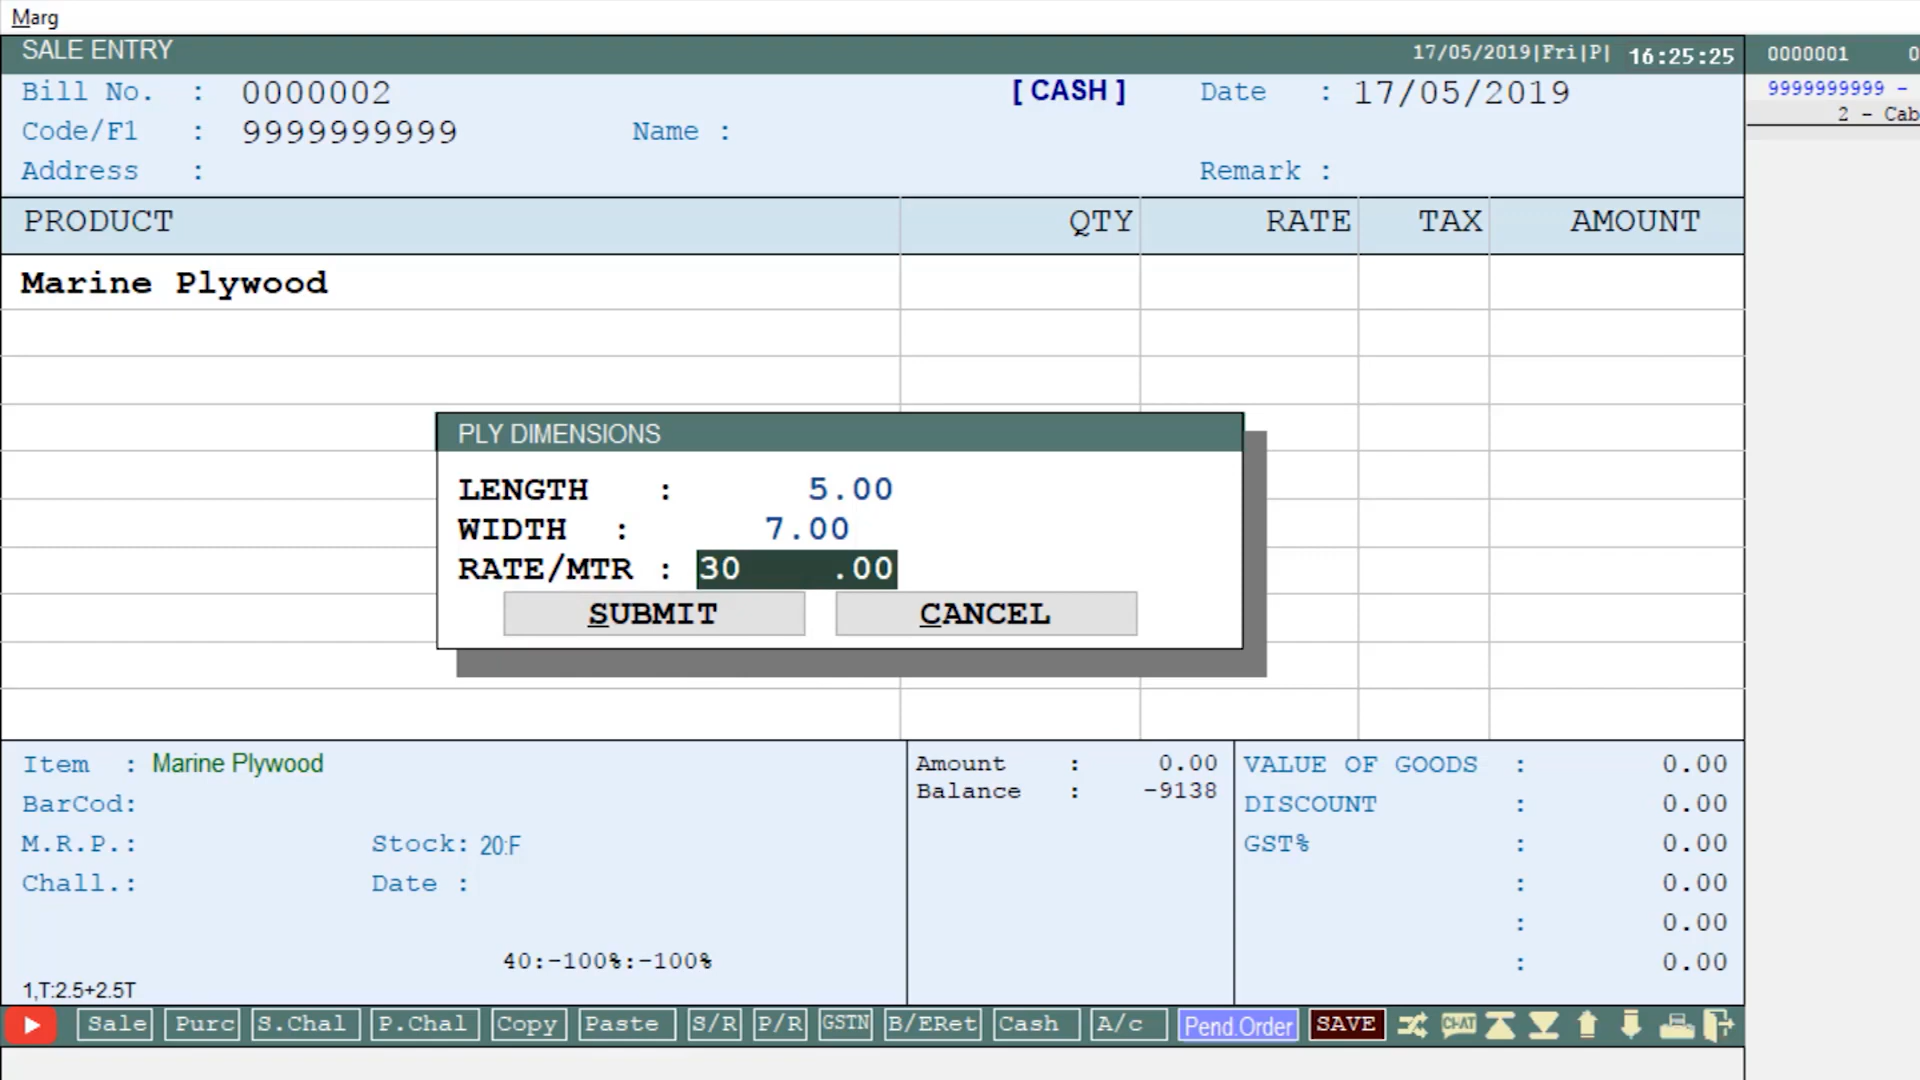 Marg
SALE ENTRY 17/05/2019|Fri|P| 16:25:25 0000001 0
Bill No. : 0000002 [ CASH ] Date : 17/05/2019 9999999999 -
2 - Cab
Code/F1 : 9999999999 Name :
Address : Remark :
PRODUCT QTY RATE TAX AMOUNT
Marine Plywood
PLY DIMENSIONS
LENGTH : 5.00
WIDTH : 7.00
RATE/MTR : 30 .00
SUBMIT CANCEL
Item : Marine Plywood Amount : 0.00 VALUE OF GOODS : 0.00
BarCod: Balance : -9138 DISCOUNT : 0.00
M.R.P.: Stock: 20:F GST% : 0.00
Chall.: Date : : 0.00
: 0.00
40:-100%:-100% : 0.00
1,T:2.5+2.5T
Sale Purc S.Chal P.Chal Copy Paste S/R P/R GSTN B/ERet Cash A/c Pend.Order SAVE CHAT